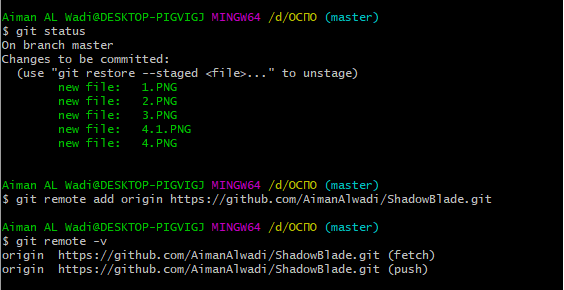 Aiman AL Wadi@DESKTOP-PIGVIGJ MINGW64 /d/ОСПО (master)
$ git status
On branch master
Changes to be committed:
  (use "git restore --staged <file>..." to unstage)
        new file:   1.PNG
        new file:   2.PNG
        new file:   3.PNG
        new file:   4.1.PNG
        new file:   4.PNG
Aiman AL Wadi@DESKTOP-PIGVIGJ MINGW64 /d/ОСПО (master)
$ git remote add origin https://github.com/AimanAlwadi/ShadowBlade.git
Aiman AL Wadi@DESKTOP-PIGVIGJ MINGW64 /d/ОСПО (master)
$ git remote -v
origin  https://github.com/AimanAlwadi/ShadowBlade.git (fetch)
origin  https://github.com/AimanAlwadi/ShadowBlade.git (push)